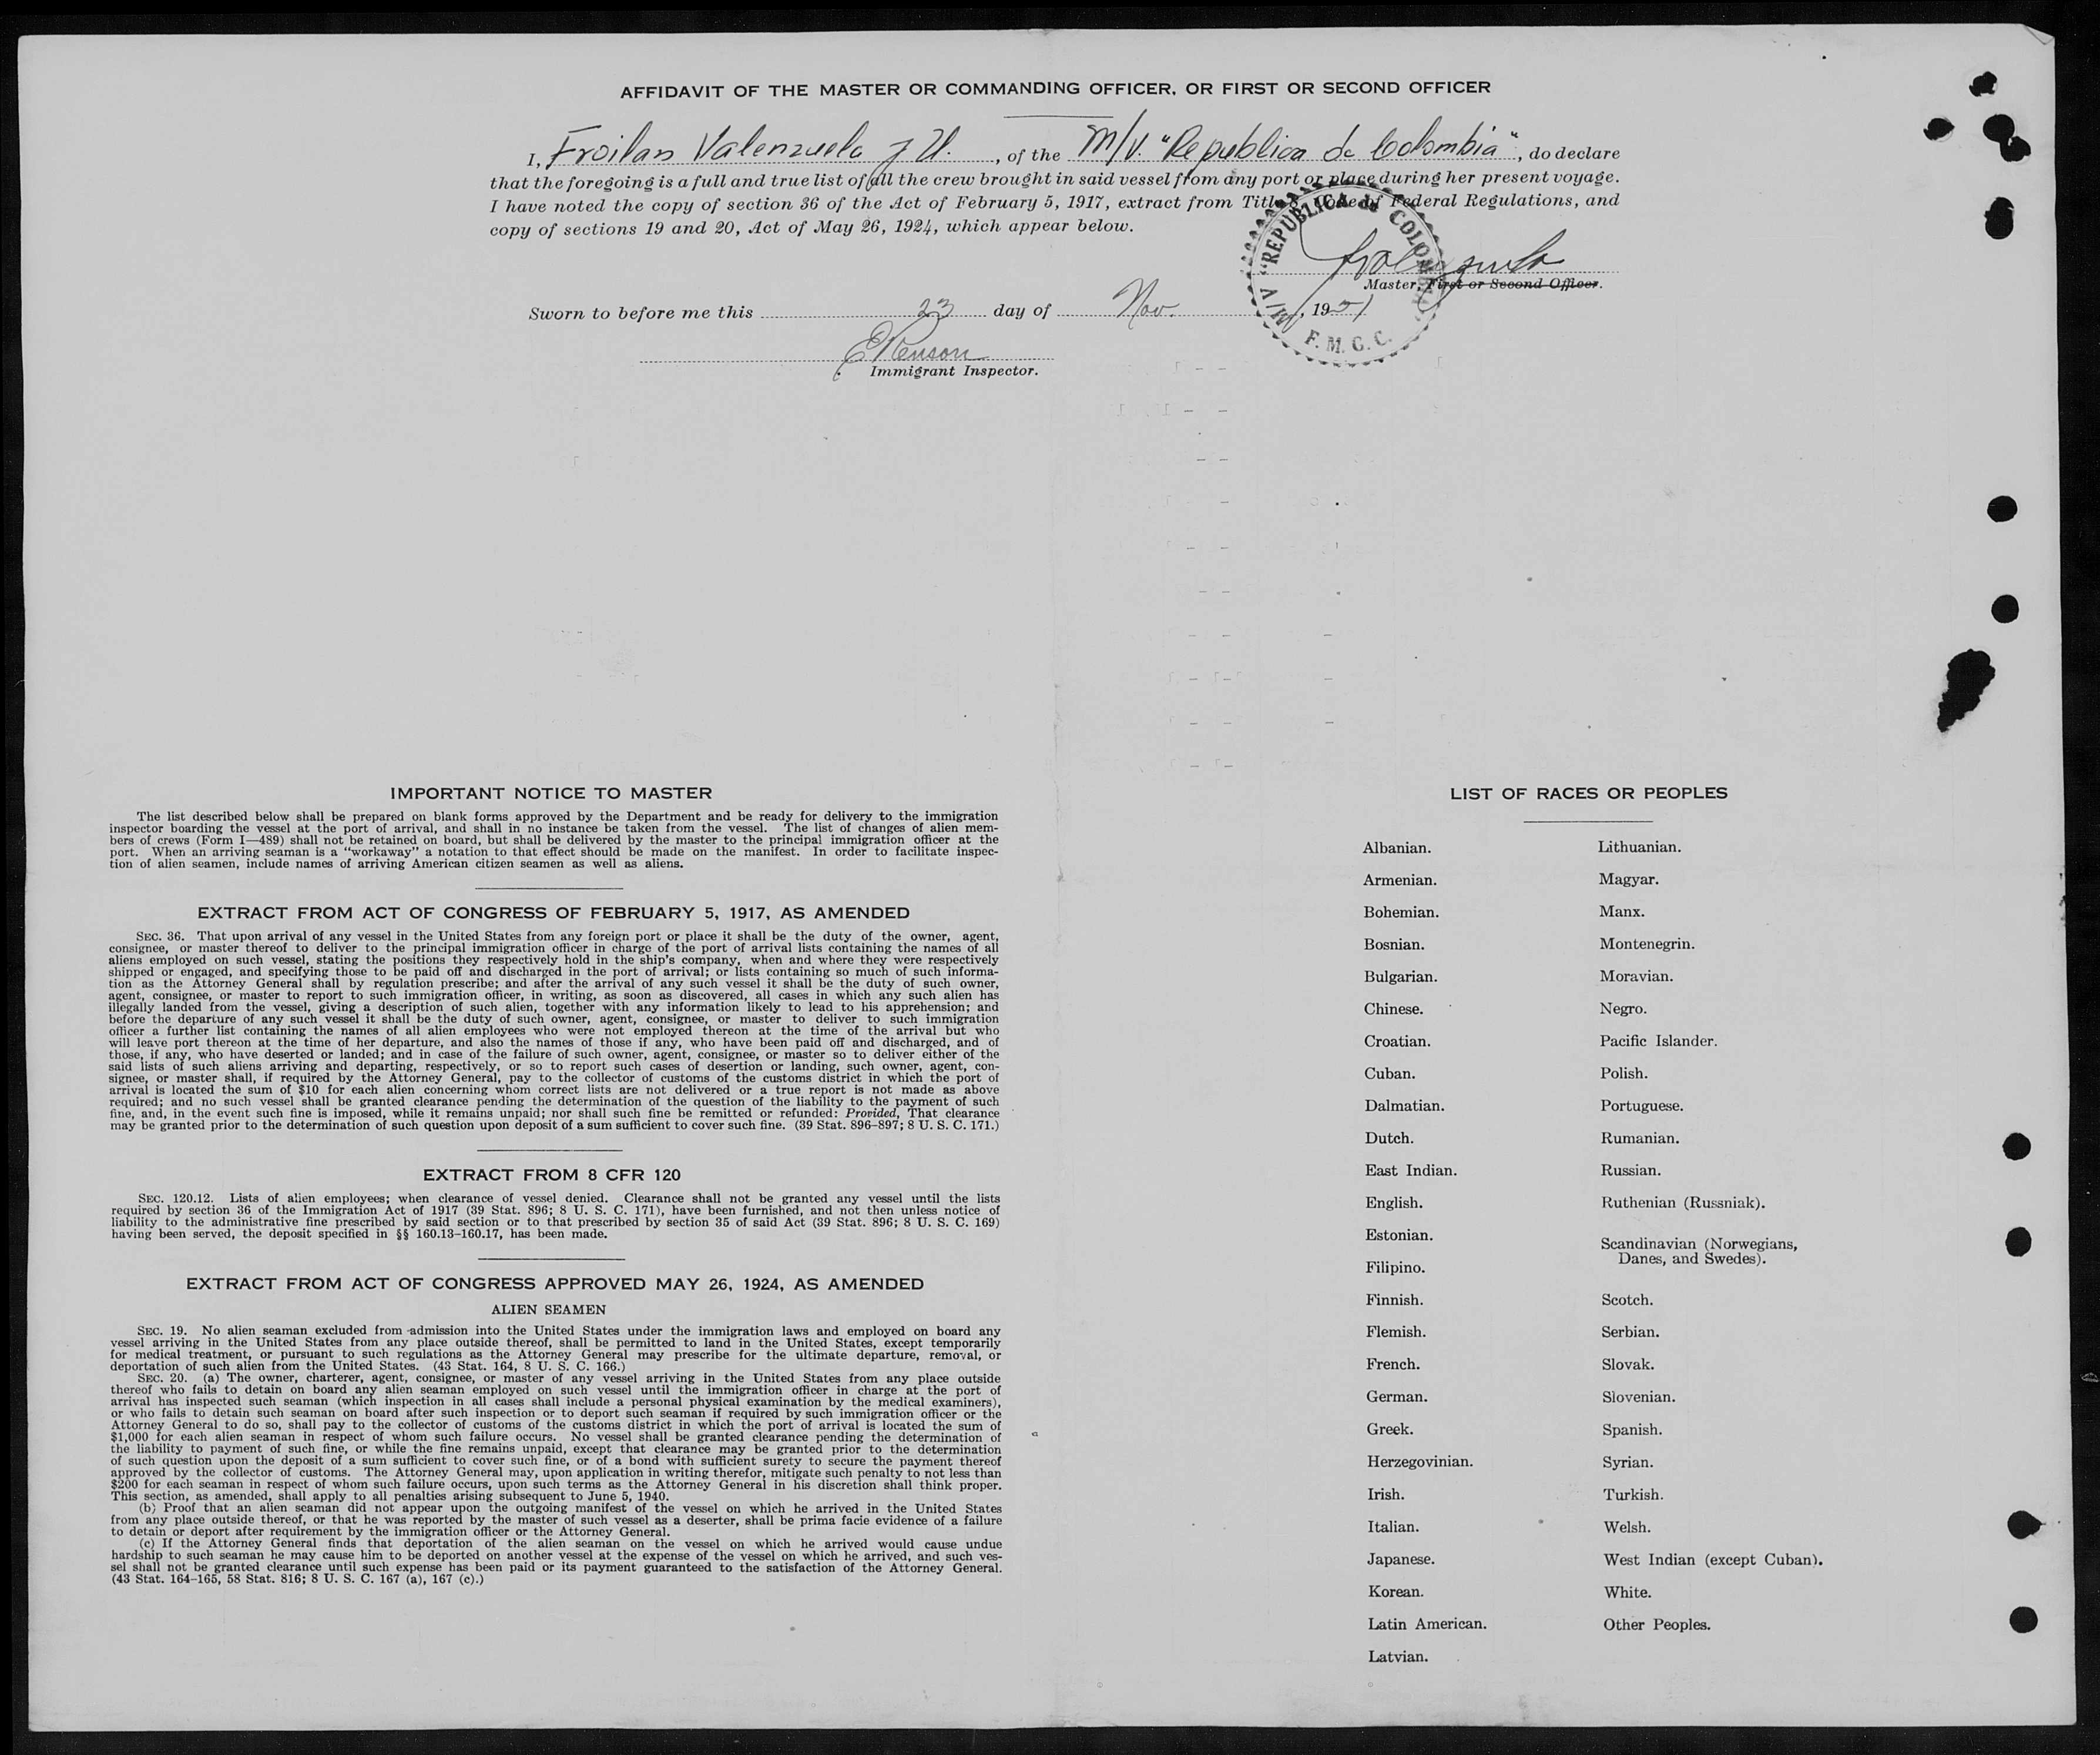 AFFIDAVIT OF THE MASTER OR COMMANDING OFFICER, OR FIRST OR SECOND OFFICER
I, Froilan Valenzuela y U. , of the M/V. "Republica de Colombia", do declare
that the foregoing is a full and true list of all the crew brought in said vessel from any port or place during her present voyage.
I have noted the copy of section 36 of the Act of February 5, 1917, extract from Title 8, Code of Federal Regulations, and
copy of sections 19 and 20, Act of May 26, 1924, which appear below.
M/V "REPUBLICA de COLOMBIA"
F. M. G. C.
Master, First or Second Officer.
Sworn to before me this 23 day of Nov. , 1951
Immigrant Inspector.
IMPORTANT NOTICE TO MASTER
The list described below shall be prepared on blank forms approved by the Department and be ready for delivery to the immigration
inspector boarding the vessel at the port of arrival, and shall in no instance be taken from the vessel. The list of changes of alien mem-
bers of crews (Form I—489) shall not be retained on board, but shall be delivered by the master to the principal immigration officer at the
port. When an arriving seaman is a "workaway" a notation to that effect should be made on the manifest. In order to facilitate inspec-
tion of alien seamen, include names of arriving American citizen seamen as well as aliens.
EXTRACT FROM ACT OF CONGRESS OF FEBRUARY 5, 1917, AS AMENDED
SEC. 36. That upon arrival of any vessel in the United States from any foreign port or place it shall be the duty of the owner, agent,
consignee, or master thereof to deliver to the principal immigration officer in charge of the port of arrival lists containing the names of all
aliens employed on such vessel, stating the positions they respectively hold in the ship's company, when and where they were respectively
shipped or engaged, and specifying those to be paid off and discharged in the port of arrival; or lists containing so much of such informa-
tion as the Attorney General shall by regulation prescribe; and after the arrival of any such vessel it shall be the duty of such owner,
agent, consignee, or master to report to such immigration officer, in writing, as soon as discovered, all cases in which any such alien has
illegally landed from the vessel, giving a description of such alien, together with any information likely to lead to his apprehension; and
before the departure of any such vessel it shall be the duty of such owner, agent, consignee, or master to deliver to such immigration
officer a further list containing the names of all alien employees who were not employed thereon at the time of the arrival but who
will leave port thereon at the time of her departure, and also the names of those if any, who have been paid off and discharged, and of
those, if any, who have deserted or landed; and in case of the failure of such owner, agent, consignee, or master so to deliver either of the
said lists of such aliens arriving and departing, respectively, or so to report such cases of desertion or landing, such owner, agent, con-
signee, or master shall, if required by the Attorney General, pay to the collector of customs of the customs district in which the port of
arrival is located the sum of $10 for each alien concerning whom correct lists are not delivered or a true report is not made as above
required; and no such vessel shall be granted clearance pending the determination of the question of the liability to the payment of such
fine, and, in the event such fine is imposed, while it remains unpaid; nor shall such fine be remitted or refunded: Provided, That clearance
may be granted prior to the determination of such question upon deposit of a sum sufficient to cover such fine. (39 Stat. 896-897; 8 U. S. C. 171.)
EXTRACT FROM 8 CFR 120
SEC. 120.12. Lists of alien employees; when clearance of vessel denied. Clearance shall not be granted any vessel until the lists
required by section 36 of the Immigration Act of 1917 (39 Stat. 896; 8 U. S. C. 171), have been furnished, and not then unless notice of
liability to the administrative fine prescribed by said section or to that prescribed by section 35 of said Act (39 Stat. 896; 8 U. S. C. 169)
having been served, the deposit specified in §§ 160.13-160.17, has been made.
EXTRACT FROM ACT OF CONGRESS APPROVED MAY 26, 1924, AS AMENDED
ALIEN SEAMEN
SEC. 19. No alien seaman excluded from admission into the United States under the immigration laws and employed on board any
vessel arriving in the United States from any place outside thereof, shall be permitted to land in the United States, except temporarily
for medical treatment, or pursuant to such regulations as the Attorney General may prescribe for the ultimate departure, removal, or
deportation of such alien from the United States. (43 Stat. 164, 8 U. S. C. 166.)
SEC. 20. (a) The owner, charterer, agent, consignee, or master of any vessel arriving in the United States from any place outside
thereof who fails to detain on board any alien seaman employed on such vessel until the immigration officer in charge at the port of
arrival has inspected such seaman (which inspection in all cases shall include a personal physical examination by the medical examiners),
or who fails to detain such seaman on board after such inspection or to deport such seaman if required by such immigration officer or the
Attorney General to do so, shall pay to the collector of customs of the customs district in which the port of arrival is located the sum of
$1,000 for each alien seaman in respect of whom such failure occurs. No vessel shall be granted clearance pending the determination of
the liability to payment of such fine, or while the fine remains unpaid, except that clearance may be granted prior to the determination
of such question upon the deposit of a sum sufficient to cover such fine, or of a bond with sufficient surety to secure the payment thereof
approved by the collector of customs. The Attorney General may, upon application in writing therefor, mitigate such penalty to not less than
$200 for each seaman in respect of whom such failure occurs, upon such terms as the Attorney General in his discretion shall think proper.
This section, as amended, shall apply to all penalties arising subsequent to June 5, 1940.
(b) Proof that an alien seaman did not appear upon the outgoing manifest of the vessel on which he arrived in the United States
from any place outside thereof, or that he was reported by the master of such vessel as a deserter, shall be prima facie evidence of a failure
to detain or deport after requirement by the immigration officer or the Attorney General.
(c) If the Attorney General finds that deportation of the alien seaman on the vessel on which he arrived would cause undue
hardship to such seaman he may cause him to be deported on another vessel at the expense of the vessel on which he arrived, and such ves-
sel shall not be granted clearance until such expense has been paid or its payment guaranteed to the satisfaction of the Attorney General.
(43 Stat. 164-165, 58 Stat. 816; 8 U. S. C. 167 (a), 167 (c).)
LIST OF RACES OR PEOPLES
Albanian.
Armenian.
Bohemian.
Bosnian.
Bulgarian.
Chinese.
Croatian.
Cuban.
Dalmatian.
Dutch.
East Indian.
English.
Estonian.
Filipino.
Finnish.
Flemish.
French.
German.
Greek.
Herzegovinian.
Irish.
Italian.
Japanese.
Korean.
Latin American.
Latvian.
Lithuanian.
Magyar.
Manx.
Montenegrin.
Moravian.
Negro.
Pacific Islander.
Polish.
Portuguese.
Rumanian.
Russian.
Ruthenian (Russniak).
Scandinavian (Norwegians,
Danes, and Swedes).
Scotch.
Serbian.
Slovak.
Slovenian.
Spanish.
Syrian.
Turkish.
Welsh.
West Indian (except Cuban).
White.
Other Peoples.